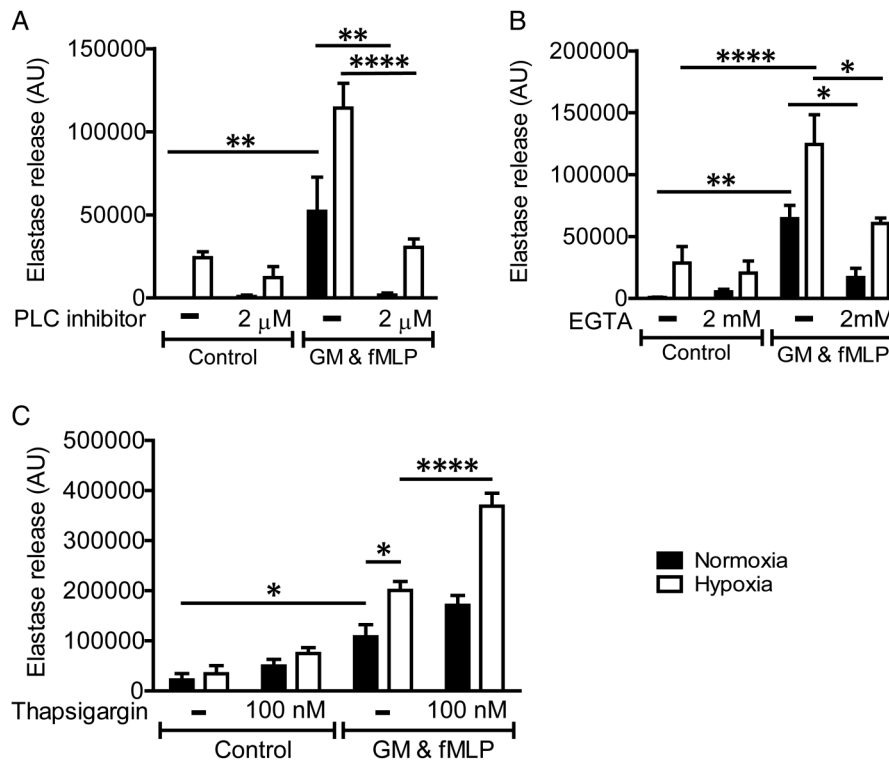 A
Elastase release (AU)
150000
100000
50000
0
**
**
****
PLC inhibitor - 2 μM - 2 μM
Control GM & fMLP
B
Elastase release (AU)
200000
150000
100000
50000
0
****
*
*
**
EGTA - 2 mM - 2mM
Control GM & fMLP
C
Elastase release (AU)
500000
400000
300000
200000
100000
0
****
*
*
Thapsigargin - 100 nM - 100 nM
Control GM & fMLP
Normoxia
Hypoxia